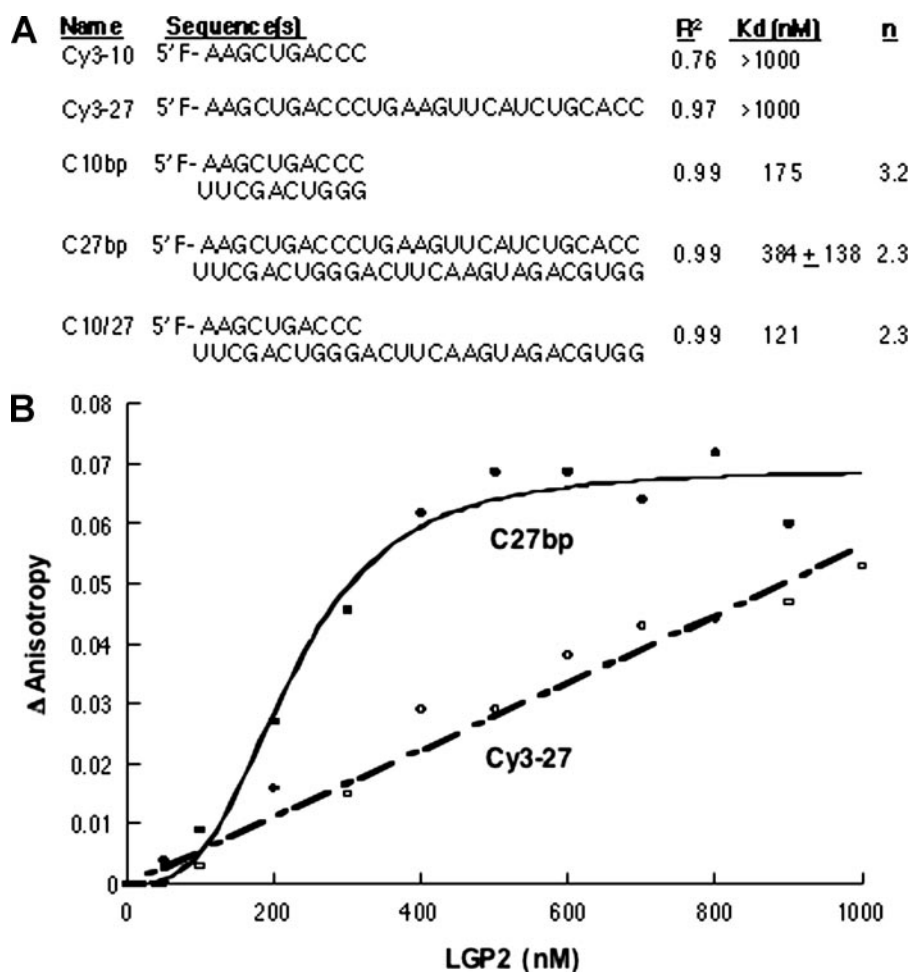 A
Name Sequence(s) R² Kd (nM) n
Cy3-10 5'F- AAGCUGACCC 0.76 >1000
Cy3-27 5'F- AAGCUGACCCUGAAGUUCAUCUGCACC 0.97 >1000
C10bp 5'F- AAGCUGACCC 0.99 175 3.2
UUCGACUGGG
C27bp 5'F- AAGCUGACCCUGAAGUUCAUCUGCACC 0.99 384 ± 138 2.3
UUCGACUGGGACUUCAAGUAGACGUGG
C10/27 5'F- AAGCUGACCC 0.99 121 2.3
UUCGACUGGGACUUCAAGUAGACGUGG
B
0.08
0.07
0.06
0.05
0.04
0.03
0.02
0.01
0
Δ Anisotropy
C27bp
Cy3-27
0 200 400 600 800 1000
LGP2 (nM)